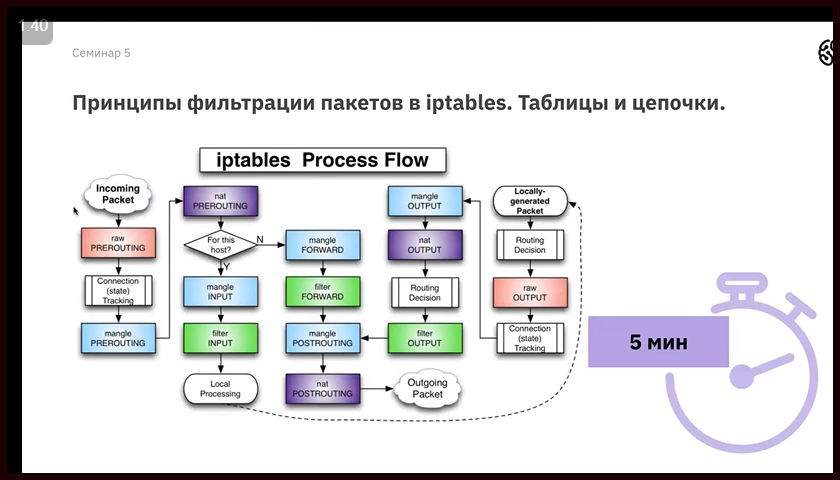 1.40
Семинар 5
Принципы фильтрации пакетов в iptables. Таблицы и цепочки.
iptables Process Flow
Incoming
Packet
raw
PREROUTING
Connection
(state)
Tracking
mangle
PREROUTING
nat
PREROUTING
For this
host?
N
Y
mangle
INPUT
filter
INPUT
Local
Processing
mangle
FORWARD
filter
FORWARD
mangle
POSTROUTING
nat
POSTROUTING
Outgoing
Packet
mangle
OUTPUT
nat
OUTPUT
Routing
Decision
filter
OUTPUT
Locally-
generated
Packet
Routing
Decision
raw
OUTPUT
Connection
(state)
Tracking
5 мин